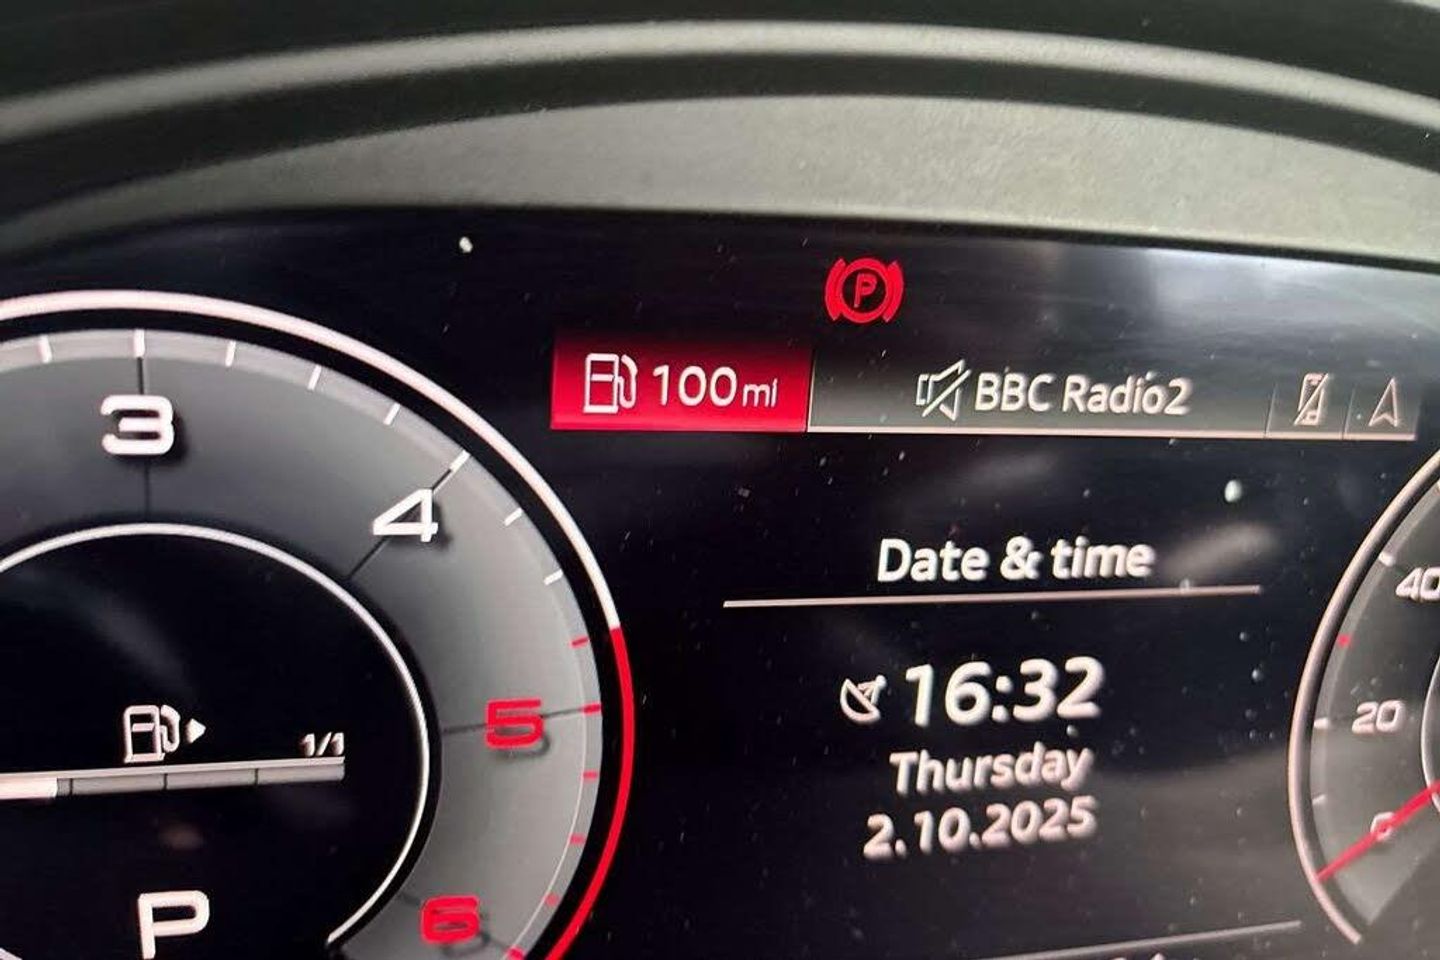 P
100 mi
BBC Radio2
3
4
5
6
Date & time
16:32
Thursday
2.10.2025
1/1
P
40
20
0